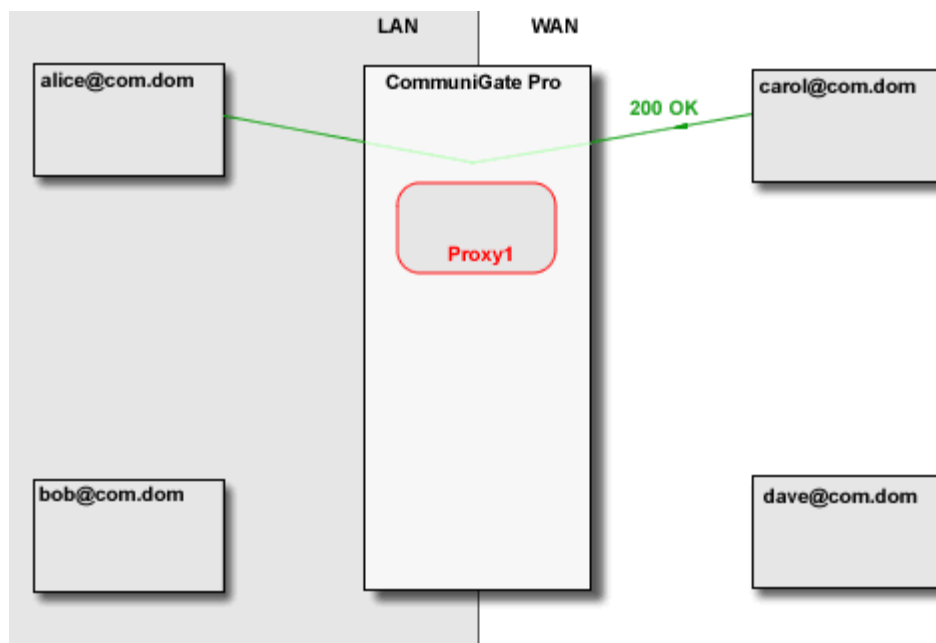 LAN WAN
alice@com.dom
CommuniGate Pro
carol@com.dom
200 OK
Proxy1
bob@com.dom
dave@com.dom